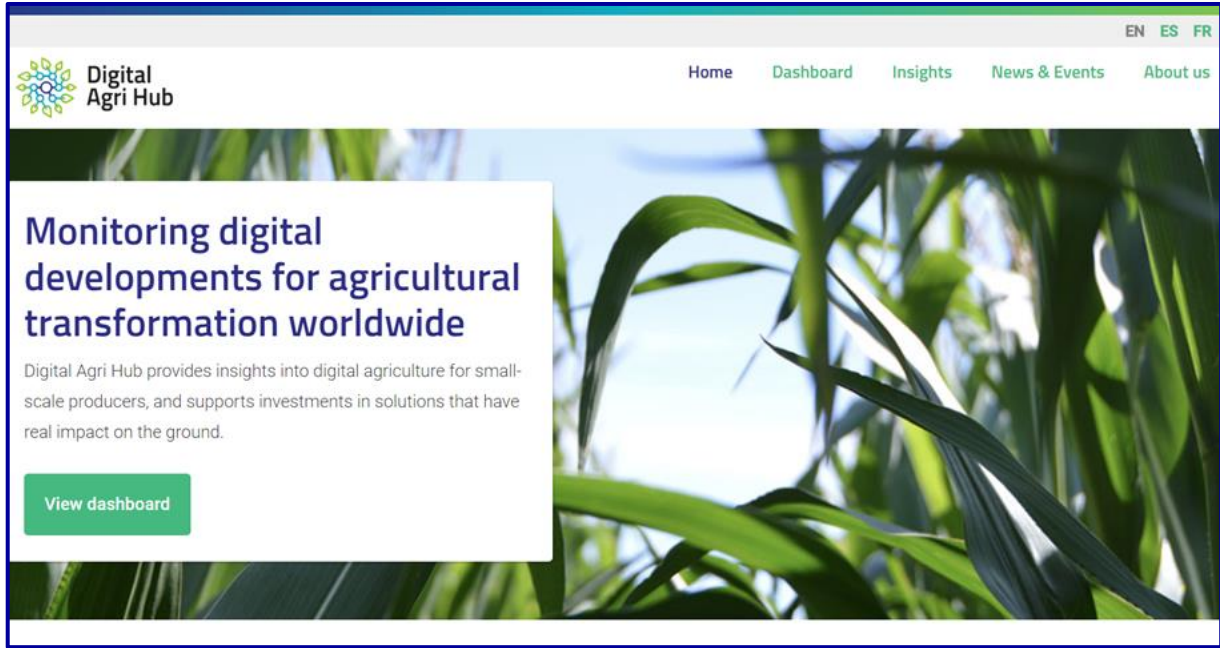 EN ES FR
Digital
Agri Hub
Home Dashboard Insights News & Events About us
Monitoring digital
developments for agricultural
transformation worldwide
Digital Agri Hub provides insights into digital agriculture for small-
scale producers, and supports investments in solutions that have
real impact on the ground.
View dashboard